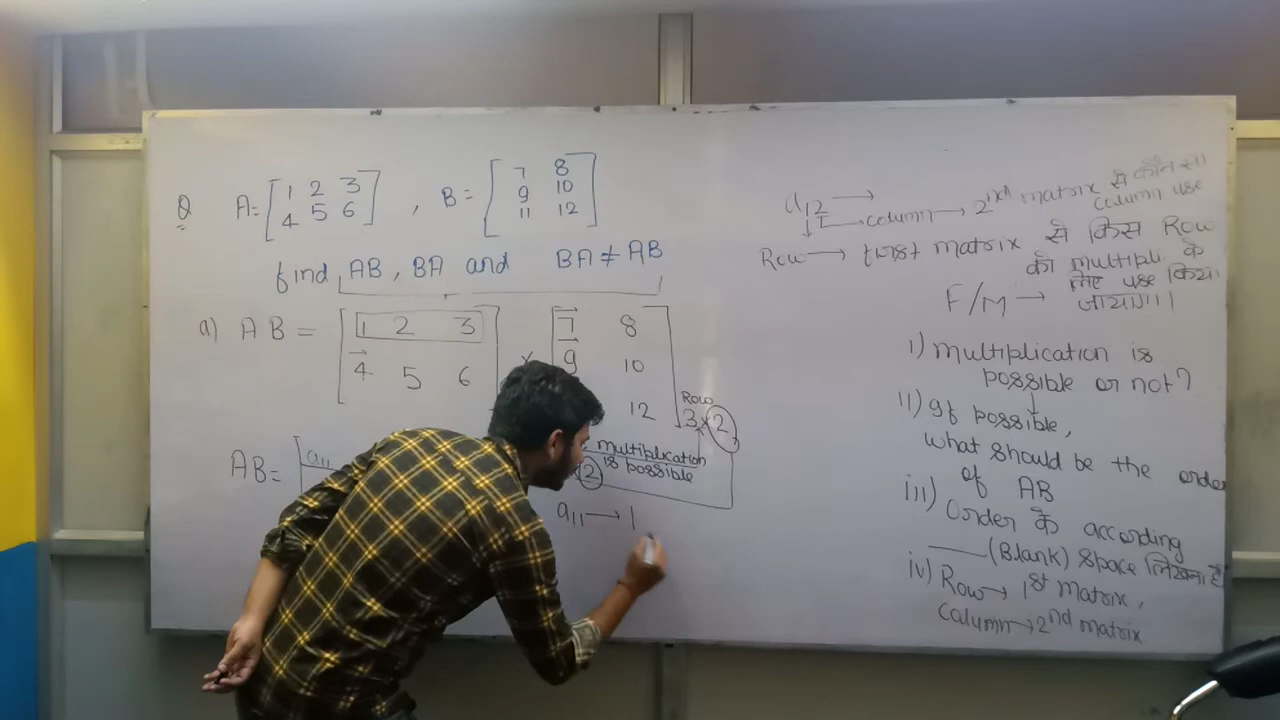 Q A = [ 1 2 3 , B = [ 7 8
4 5 6 ] 9 10
11 12 ]
find AB, BA and BA ≠ AB
a) AB = [ 1 2 3 × [ 7 8
4 5 6 ] 9 10
12 ]
Row
3×2
AB = [ a11
multiplication
is possible
2
a11 → 1
a12 →
column → 2nd matrix से कौन सा
column use
Row → first matrix से किस Row
को multipli. के
लिए use किया
F/M → जायगा।
i) multiplication is
possible or not?
ii) If possible,
what should be the order
of AB
iii) Order के according
(Blank) space लिखना है
iv) Row → 1st matrix,
Column → 2nd matrix